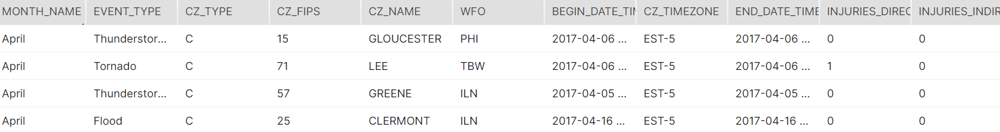 MONTH_NAME EVENT_TYPE CZ_TYPE CZ_FIPS CZ_NAME WFO BEGIN_DATE_TI CZ_TIMEZONE END_DATE_TIME INJURIES_DIREC INJURIES_INDIR
April Thunderstor... C 15 GLOUCESTER PHI 2017-04-06 ... EST-5 2017-04-06 ... 0 0
April Tornado C 71 LEE TBW 2017-04-06 ... EST-5 2017-04-06 ... 1 0
April Thunderstor... C 57 GREENE ILN 2017-04-05 ... EST-5 2017-04-05 ... 0 0
April Flood C 25 CLERMONT ILN 2017-04-16 ... EST-5 2017-04-16 ... 0 0